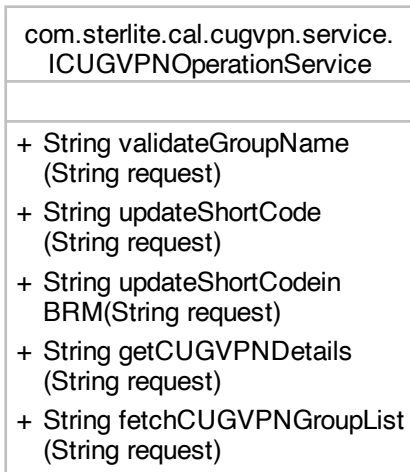 com.sterlite.cal.cugvpn.service.
ICUGVPNOperationService
+ String validateGroupName
(String request)
+ String updateShortCode
(String request)
+ String updateShortCodein
BRM(String request)
+ String getCUGVPNDetails
(String request)
+ String fetchCUGVPNGroupList
(String request)